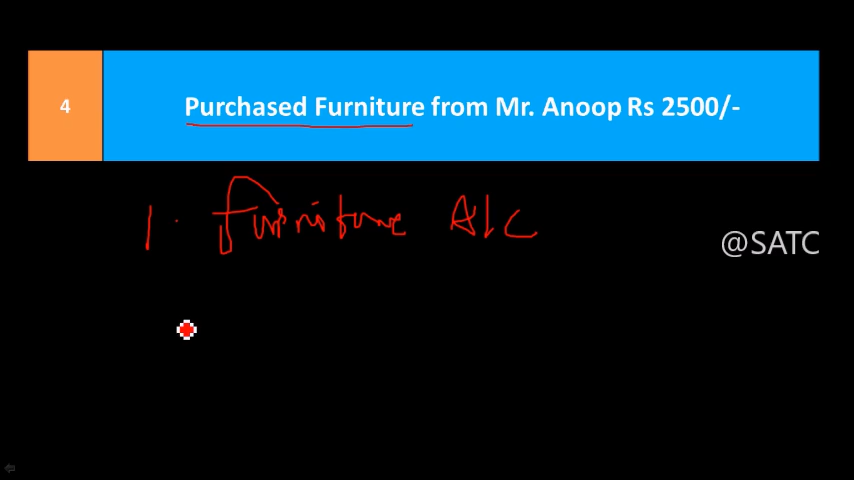 4
Purchased Furniture from Mr. Anoop Rs 2500/-
1. Furniture A/C
@SATC